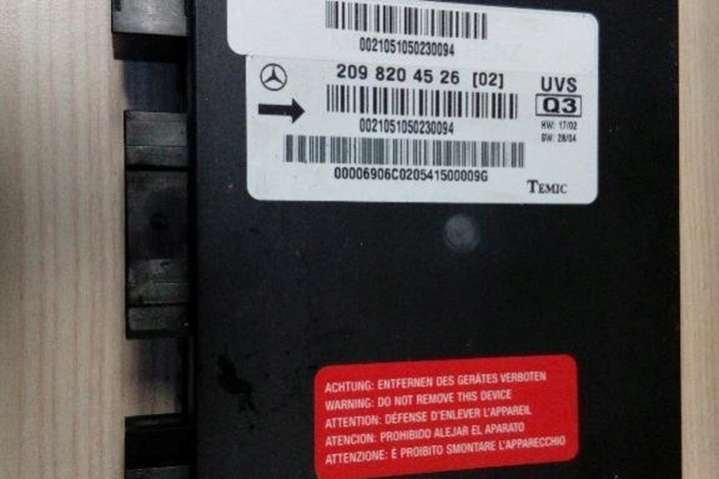 0021051050230094
209 820 45 26 [02]
UVS
Q3
HW: 17/02
SW: 28/04
0021051050230094
00006906C020541500009G
TEMIC
ACHTUNG: ENTFERNEN DES GERÄTES VERBOTEN
WARNING: DO NOT REMOVE THIS DEVICE
ATTENTION: DÉFENSE D'ENLEVER L'APPAREIL
ATENCION: PROHIBIDO ALEJAR EL APARATO
ATTENZIONE: È PROIBITO SMONTARE L'APPARECCHIO